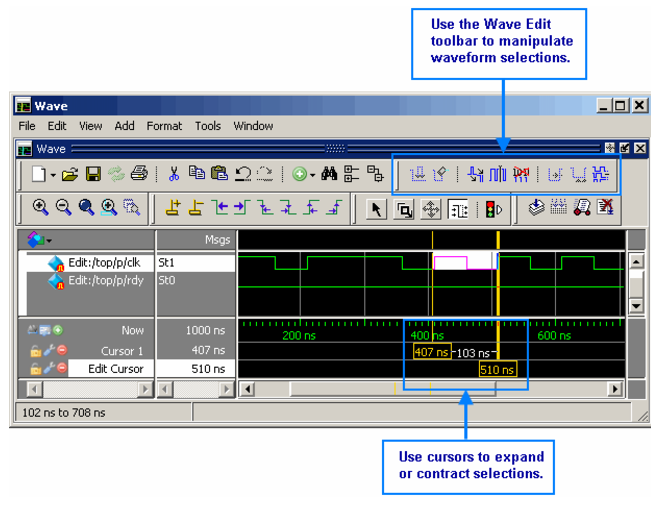 Use the Wave Edit
toolbar to manipulate
waveform selections.
Wave
File Edit View Add Format Tools Window
Wave
Msgs
Edit:/top/p/clk St1
Edit:/top/p/rdy St0
Now 1000 ns
200 ns 400 ns 600 ns
Cursor 1 407 ns
407 ns 103 ns
Edit Cursor 510 ns
510 ns
102 ns to 708 ns
Use cursors to expand
or contract selections.